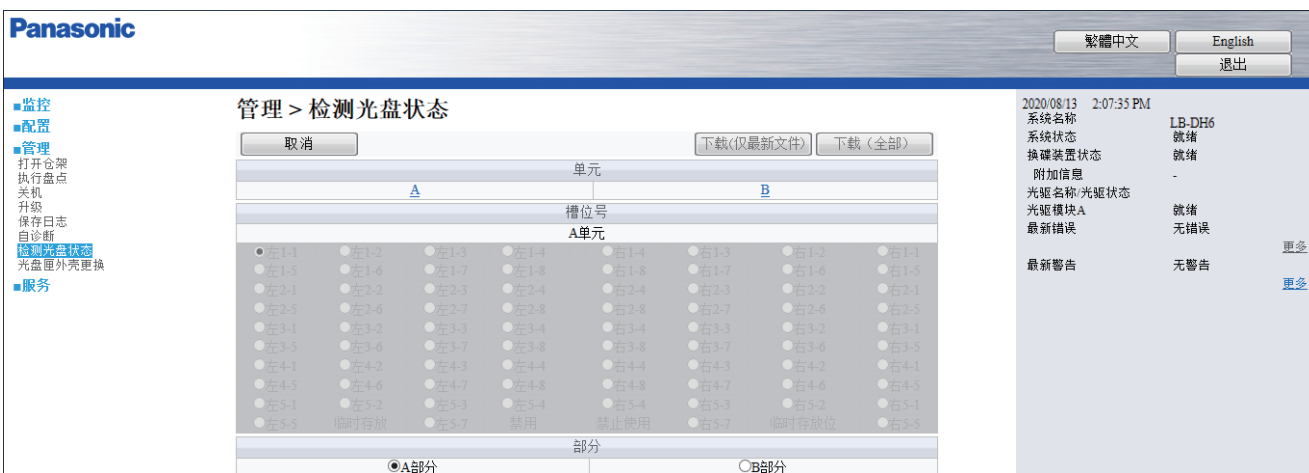 Panasonic
繁體中文 English
退出
■监控
■配置
■管理
打开仓架
执行盘点
关机
升级
保存日志
自诊断
检测光盘状态
光盘匣外壳更换
■服务
管理 > 检测光盘状态
取消 下载(仅最新文件) 下载（全部）
单元
A B
槽位号
A单元
左1-1 左1-2 左1-3 左1-4 右1-4 右1-3 右1-2 右1-1
左1-5 左1-6 左1-7 左1-8 右1-8 右1-7 右1-6 右1-5
左2-1 左2-2 左2-3 左2-4 右2-4 右2-3 右2-2 右2-1
左2-5 左2-6 左2-7 左2-8 右2-8 右2-7 右2-6 右2-5
左3-1 左3-2 左3-3 左3-4 右3-4 右3-3 右3-2 右3-1
左3-5 左3-6 左3-7 左3-8 右3-8 右3-7 右3-6 右3-5
左4-1 左4-2 左4-3 左4-4 右4-4 右4-3 右4-2 右4-1
左4-5 左4-6 左4-7 左4-8 右4-8 右4-7 右4-6 右4-5
左5-1 左5-2 左5-3 左5-4 右5-4 右5-3 右5-2 右5-1
左5-5 临时存放 左5-7 禁用 禁止使用 右5-7 临时存放位 右5-5
部分
A部分 B部分
2020/08/13 2:07:35 PM
系统名称 LB-DH6
系统状态 就绪
换碟装置状态 就绪
附加信息 -
光驱名称/光驱状态
光驱模块A 就绪
最新错误 无错误
更多
最新警告 无警告
更多